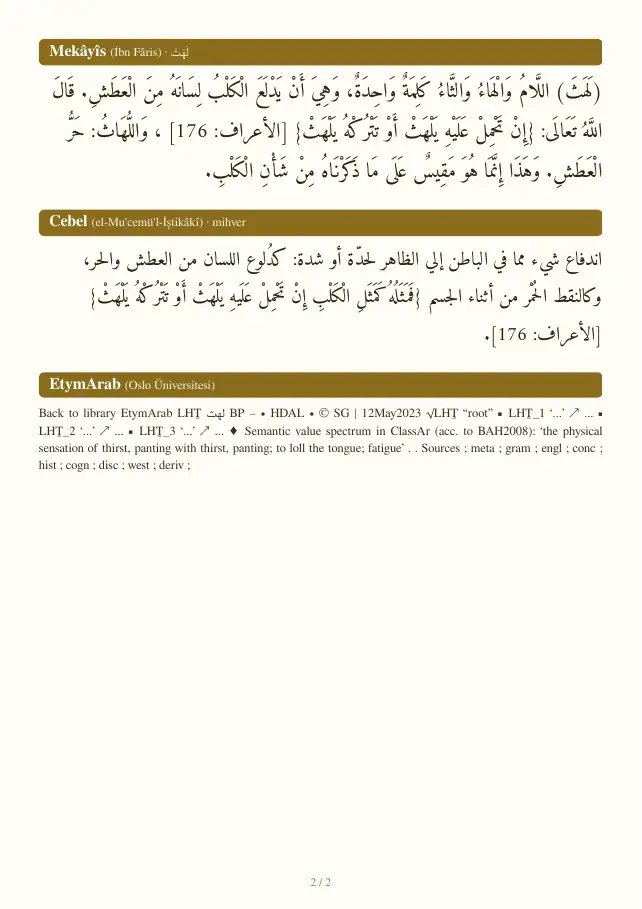 Mekâyîs (İbn Fâris) · لَهَثَ
(لَهَثَ) اللَّامُ وَالْهَاءُ وَالثَّاءُ كَلِمَةٌ وَاحِدَةٌ، وَهِيَ أَنْ يَدْلَعَ الْكَلْبُ لِسَانَهُ مِنَ الْعَطَشِ. قَالَ
اللَّهُ تَعَالَى: {إِنْ تَحْمِلْ عَلَيْهِ يَلْهَثْ أَوْ تَتْرُكْهُ يَلْهَثْ} [الأعراف: 176] ، وَاللُّهَاثُ: حَرُّ
الْعَطَشِ. وَهَذَا إِنَّمَا هُوَ مَقِيسٌ عَلَى مَا ذَكَرْنَاهُ مِنْ شَأْنِ الْكَلْبِ.
Cebel (el-Mu'cemü'l-İştikâkî) · mihver
اندفاع شيء مما في الباطن إلي الظاهر لحدّة أو شدة: كدُلوع اللسان من العطش والحر،
وكالنقط الحُمْر من أثناء الجسم {فَمَثَلُهُ كَمَثَلِ الْكَلْبِ إِنْ تَحْمِلْ عَلَيهِ يَلْهَثْ أَوْ تَتْرُكْهُ يَلْهَثْ}
[الأعراف: 176].
EtymArab (Oslo Üniversitesi)
Back to library EtymArab LHṮ لهث BP – • HDAL • © SG | 12May2023 √LHṮ “root” ▪ LHṮ_1 ‘...’ ↗ ... ▪
LHṮ_2 ‘...’ ↗ ... ▪ LHṮ_3 ‘...’ ↗ ... ♦ Semantic value spectrum in ClassAr (acc. to BAH2008): ‘the physical
sensation of thirst, panting with thirst, panting; to loll the tongue; fatigue’ . . Sources ; meta ; gram ; engl ; conc ;
hist ; cogn ; disc ; west ; deriv ;
2 / 2